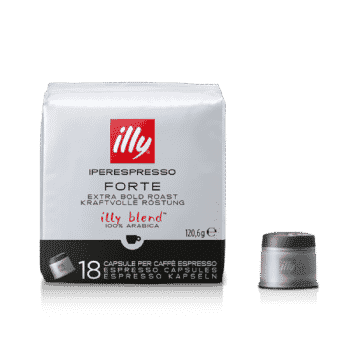 illy
IPERESPRESSO
FORTE
EXTRA BOLD ROAST
KRAFTVOLLE RÖSTUNG
illy blend™
100% ARABICA
120,6g ℮
18 CAPSULE PER CAFFÈ ESPRESSO
ESPRESSO CAPSULES
ESPRESSO KAPSELN